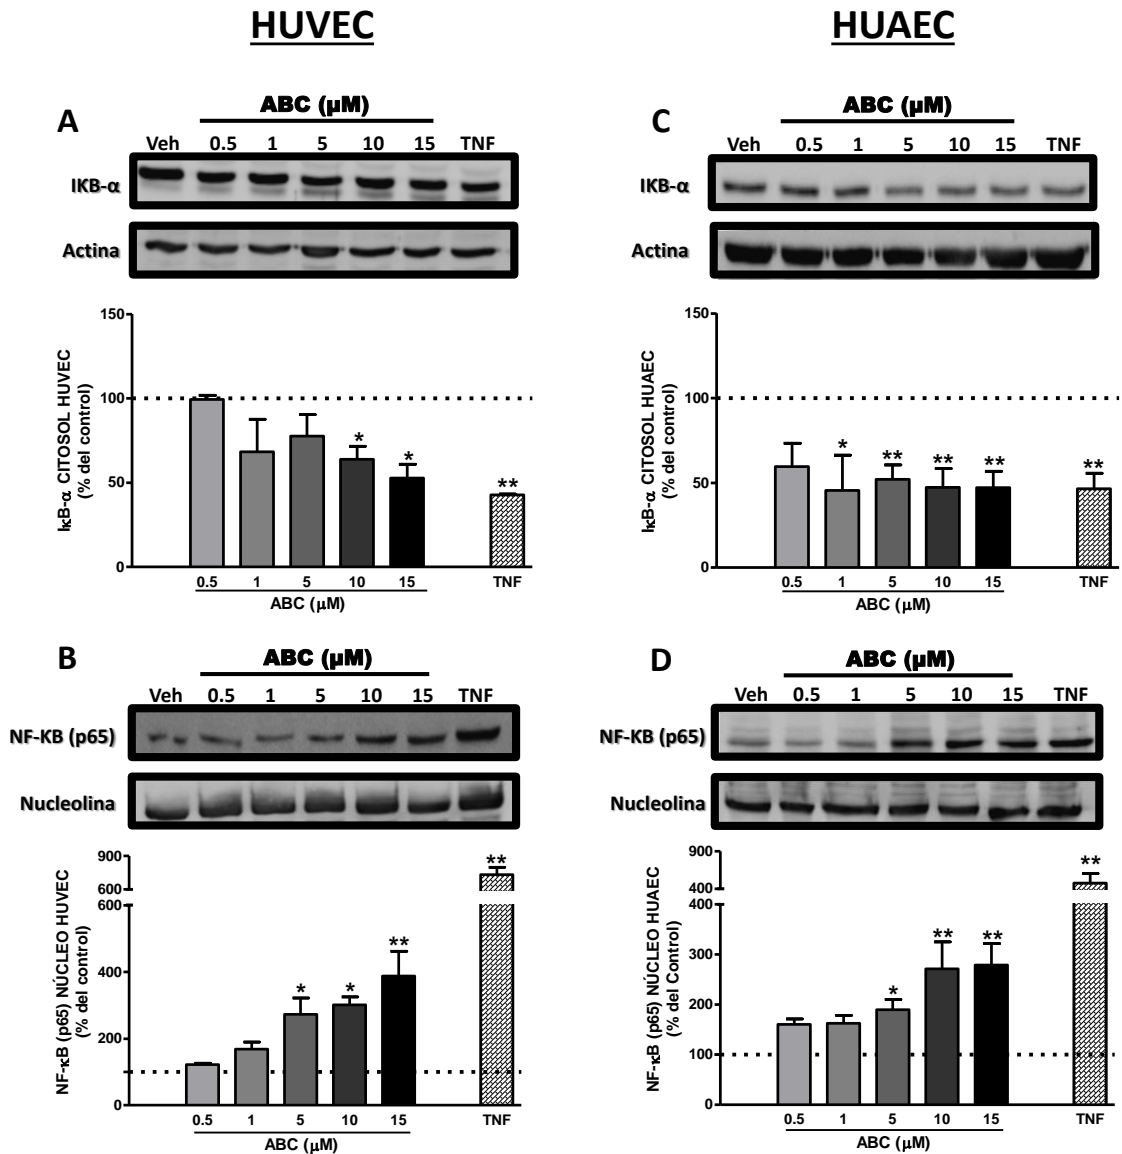 HUVEC
HUAEC
A
ABC (μM)
Veh 0.5 1 5 10 15 TNF
IKB-α
Actina
150
100
50
0
IκB-α CITOSOL HUVEC
(% del control)
* * **
0.5 1 5 10 15 TNF
ABC (μM)
C
ABC (μM)
Veh 0.5 1 5 10 15 TNF
IKB-α
Actina
150
100
50
0
IκB-α CITOSOL HUAEC
(% del control)
* ** ** ** **
0.5 1 5 10 15 TNF
ABC (μM)
B
ABC (μM)
Veh 0.5 1 5 10 15 TNF
NF-KB (p65)
Nucleolina
900
600
600
400
200
0
NF-κB (p65) NÚCLEO HUVEC
(% del control)
* * ** **
0.5 1 5 10 15 TNF
ABC (μM)
D
ABC (μM)
Veh 0.5 1 5 10 15 TNF
NF-KB (p65)
Nucleolina
900
400
400
300
200
100
0
NF-κB (p65) NÚCLEO HUAEC
(% del Control)
* ** ** **
0.5 1 5 10 15 TNF
ABC (μM)